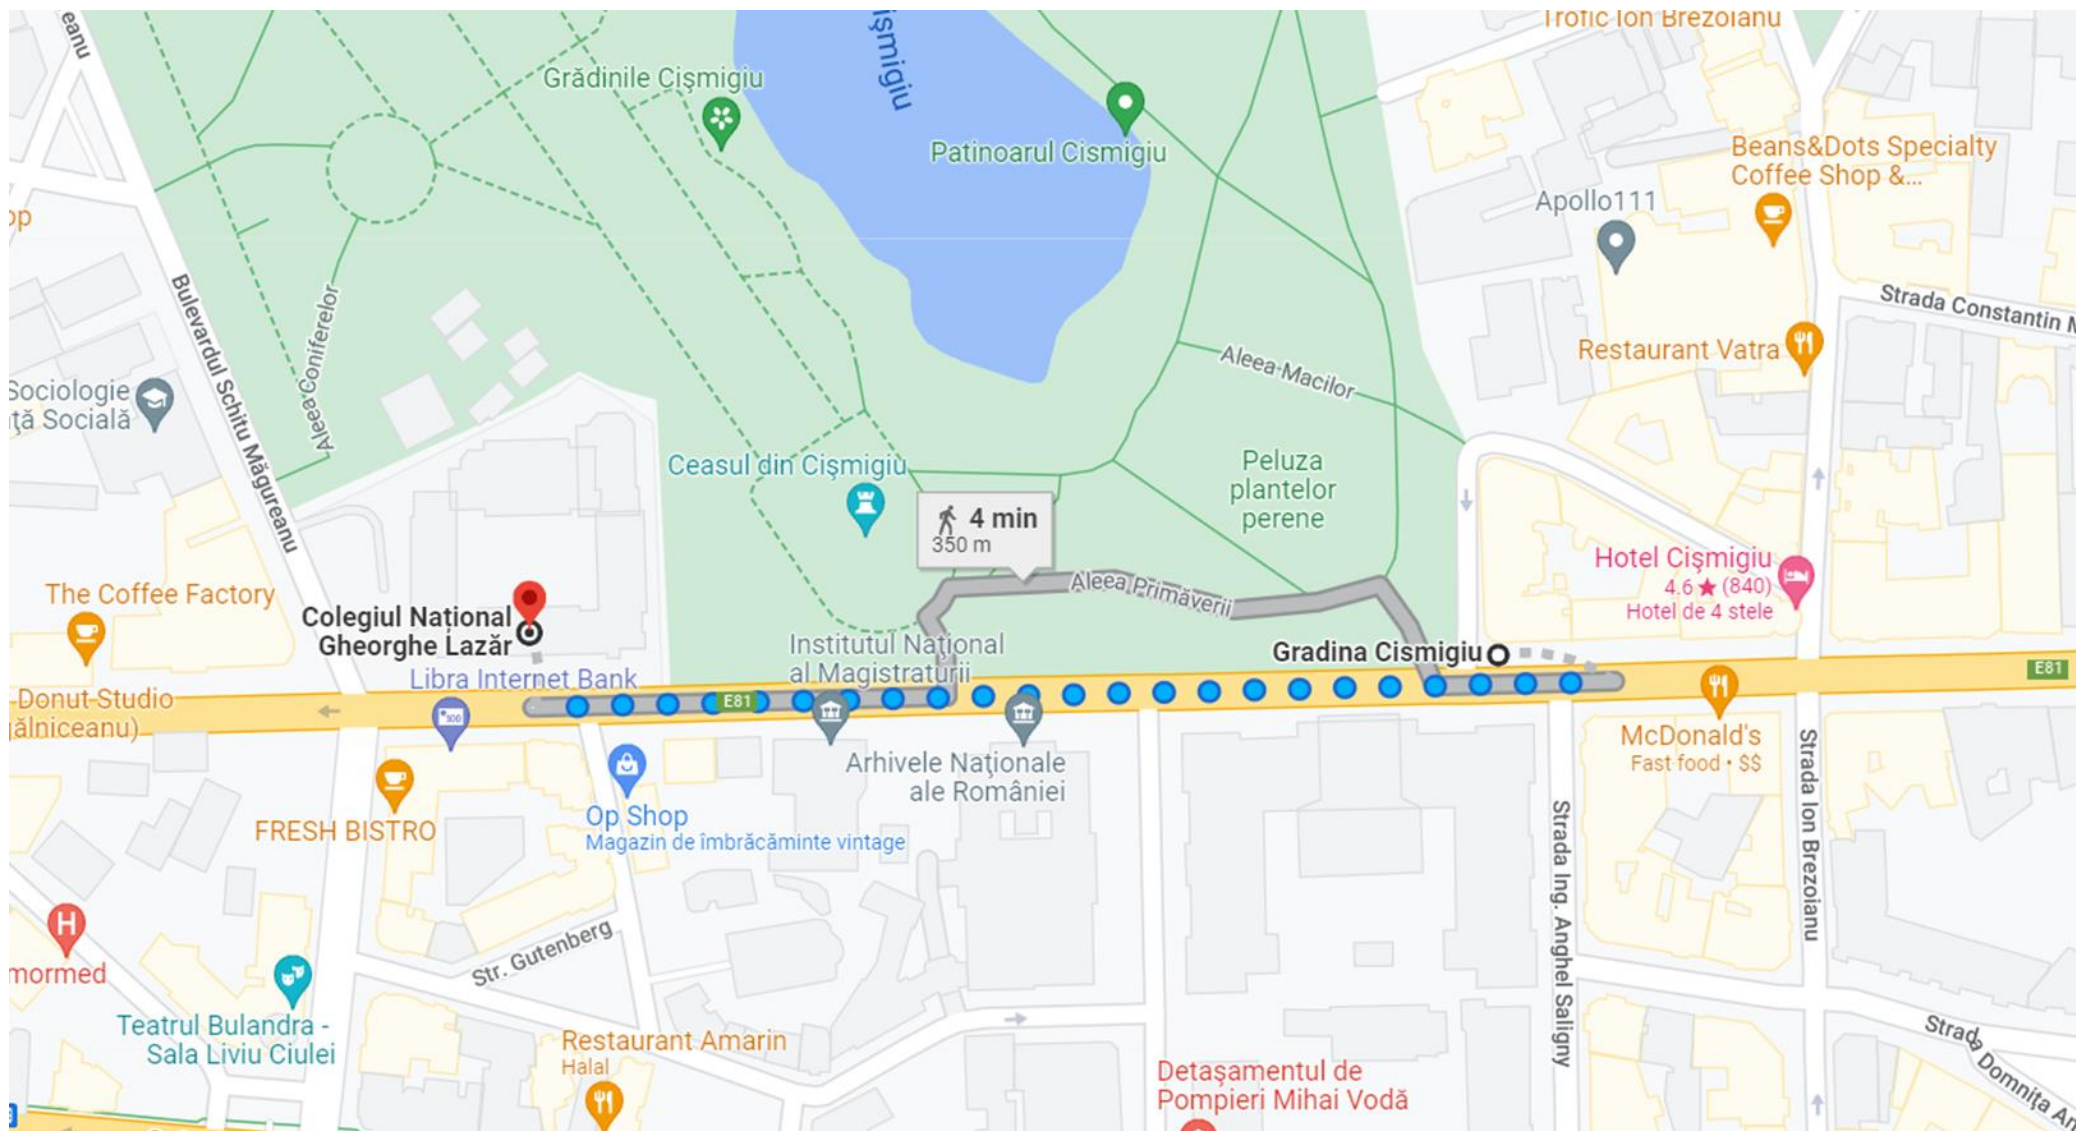 Trofic Ion Brezoianu
eanu
Cişmigiu
Grădinile Cişmigiu
Patinoarul Cismigiu
Beans&Dots Specialty
Coffee Shop &...
Apollo111
op
Bulevardul Schitu Măgureanu
Aleea Coniferelor
Strada Constantin M
Restaurant Vatra
Aleea Macilor
Sociologie
ţă Socială
Ceasul din Cişmigiu
Peluza
plantelor
perene
4 min
350 m
Hotel Cişmigiu
4.6★(840)
Hotel de 4 stele
The Coffee Factory
Aleea Primăverii
Colegiul Național
Gheorghe Lazăr
Institutul Naţional
al Magistraturii
Gradina Cismigiu
E81
Libra Internet Bank
Donut Studio
gălniceanu)
E81
McDonald's
Fast food • $$
Arhivele Naţionale
ale României
Op Shop
Magazin de îmbrăcăminte vintage
FRESH BISTRO
Strada Ing. Anghel Saligny
Strada Ion Brezoianu
H
mormed
Str. Gutenberg
Teatrul Bulandra -
Sala Liviu Ciulei
Restaurant Amarin
Halal
Detaşamentul de
Pompieri Mihai Vodă
Strada Domniţa An